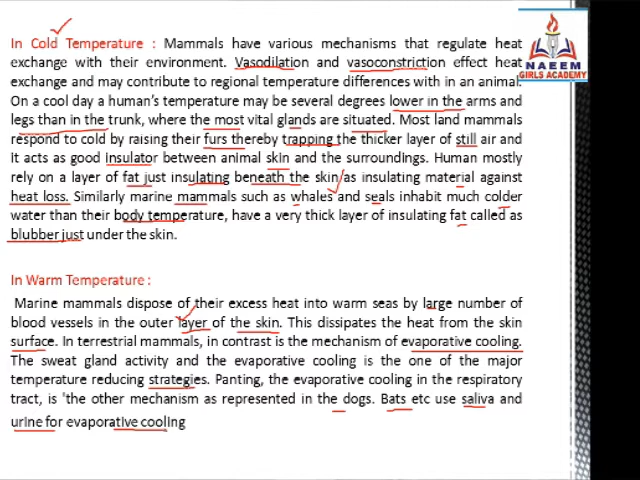 In Cold Temperature : Mammals have various mechanisms that regulate heat
exchange with their environment. Vasodilation and vasoconstriction effect heat
exchange and may contribute to regional temperature differences with in an animal.
On a cool day a human's temperature may be several degrees lower in the arms and
legs than in the trunk, where the most vital glands are situated. Most land mammals
respond to cold by raising their furs thereby trapping the thicker layer of still air and
it acts as good insulator between animal skin and the surroundings. Human mostly
rely on a layer of fat just insulating beneath the skin as insulating material against
heat loss. Similarly marine mammals such as whales and seals inhabit much colder
water than their body temperature, have a very thick layer of insulating fat called as
blubber just under the skin.
In Warm Temperature :
Marine mammals dispose of their excess heat into warm seas by large number of
blood vessels in the outer layer of the skin. This dissipates the heat from the skin
surface. In terrestrial mammals, in contrast is the mechanism of evaporative cooling.
The sweat gland activity and the evaporative cooling is the one of the major
temperature reducing strategies. Panting, the evaporative cooling in the respiratory
tract, is 'the other mechanism as represented in the dogs. Bats etc use saliva and
urine for evaporative cooling
NAEEM
GIRLS ACADEMY